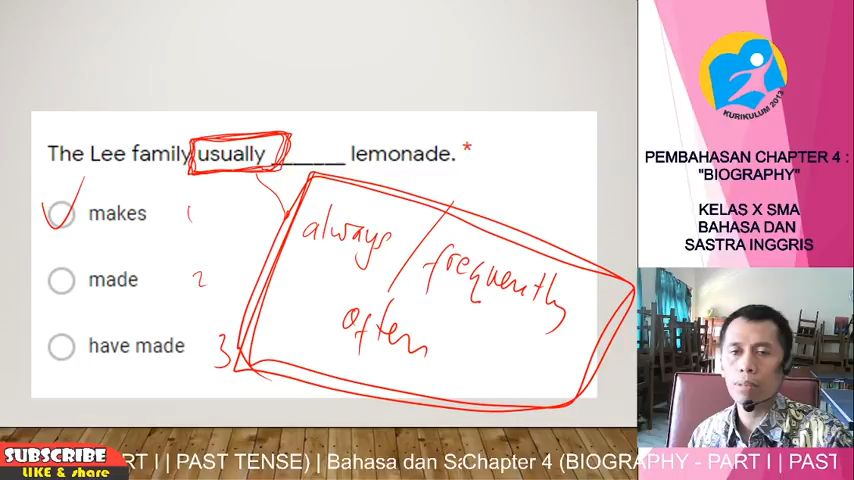 The Lee family usually ______ lemonade. *
makes 1
made 2
have made 3
always
frequently
often
KURIKULUM 2013
PEMBAHASAN CHAPTER 4 :
"BIOGRAPHY"
KELAS X SMA
BAHASA DAN
SASTRA INGGRIS
SUBSCRIBE
LIKE & share
RT I | PAST TENSE) | Bahasa dan Sa
Chapter 4 (BIOGRAPHY - PART I | PAST